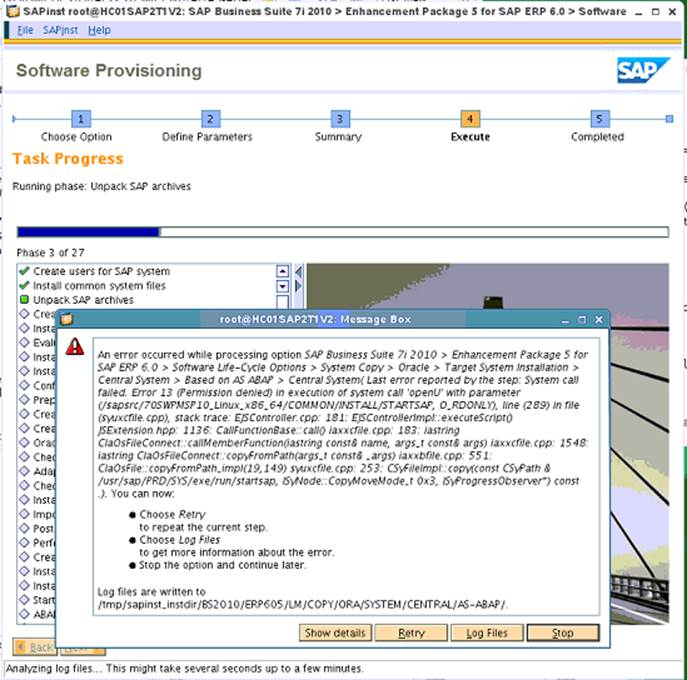 SAPinst root@HC01SAP2T1V2: SAP Business Suite 7i 2010 > Enhancement Package 5 for SAP ERP 6.0 > Software
File SAPinst Help
Software Provisioning
SAP
1 2 3 4 5
Choose Option Define Parameters Summary Execute Completed
Task Progress
Running phase: Unpack SAP archives
Phase 3 of 27
Create users for SAP system
Install common system files
Unpack SAP archives
Crea
Insta
Evalu
Insta
Insta
Conf
Prep
Crea
Crea
Orac
Chec
Adap
Chec
Insta
Impo
Post
Perfo
Crea
Insta
Insta
Start
ABA
root@HC01SAP2T1V2: Message Box
An error occurred while processing option SAP Business Suite 7i 2010 > Enhancement Package 5 for
SAP ERP 6.0 > Software Life-Cycle Options > System Copy > Oracle > Target System Installation >
Central System > Based on AS ABAP > Central System( Last error reported by the step: System call
failed. Error 13 (Permission denied) in execution of system call 'openU' with parameter
(/sapsrc/70SWPMSP10_Linux_x86_64/COMMON/INSTALL/STARTSAP, O_RDONLY), line (289) in file
(syuxcfile.cpp), stack trace: EJSController.cpp: 181: EJSControllerImpl::executeScript()
JSExtension.hpp: 1136: CallFunctionBase::call() iaxxcfile.cpp: 183: iastring
ClaOsFileConnect::callMemberFunction(iastring const& name, args_t const& args) iaxxcfile.cpp: 1548:
iastring ClaOsFileConnect::copyFromPath(args_t const& _args) iaxxbfile.cpp: 551:
ClaOsFile::copyFromPath_impl(19,149) syuixcfile.cpp: 253: CSyFileImpl::copy(const CSyPath &
/usr/sap/PRD/SYS/exe/run/startsap, ISyNode::CopyMoveMode_t 0x3, ISyProgressObserver*) const
.). You can now:
● Choose Retry
to repeat the current step.
● Choose Log Files
to get more information about the error.
● Stop the option and continue later.
Log files are written to
/tmp/sapinst_instdir/BS2010/ERP605/LM/COPY/ORA/SYSTEM/CENTRAL/AS-ABAP/.
Show details Retry Log Files Stop
Back
Analyzing log files... This might take several seconds up to a few minutes.